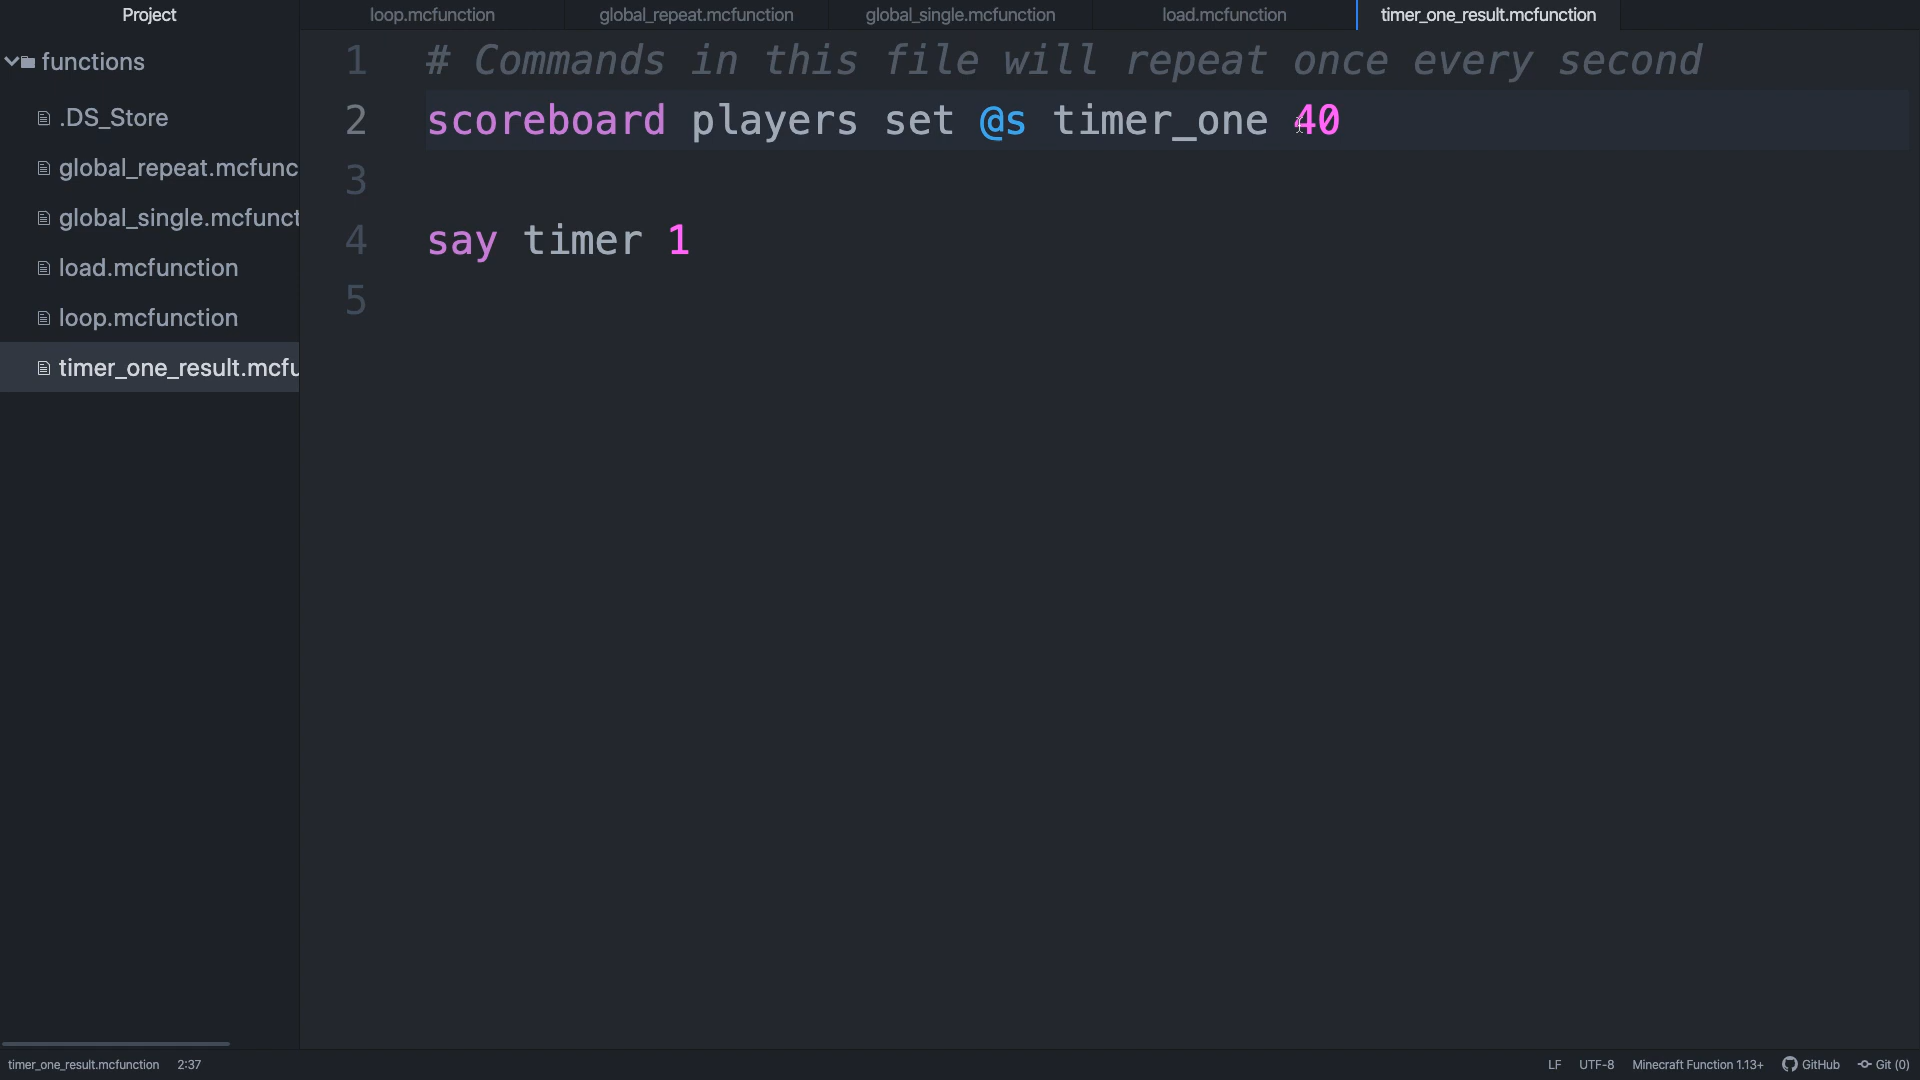 Project
loop.mcfunction
global_repeat.mcfunction
global_single.mcfunction
load.mcfunction
timer_one_result.mcfunction
functions
.DS_Store
global_repeat.mcfunc
global_single.mcfunct
load.mcfunction
loop.mcfunction
timer_one_result.mcfu
1 # Commands in this file will repeat once every second
2 scoreboard players set @s timer_one 40
3
4 say timer 1
5
timer_one_result.mcfunction 2:37
LF UTF-8 Minecraft Function 1.13+ GitHub Git (0)